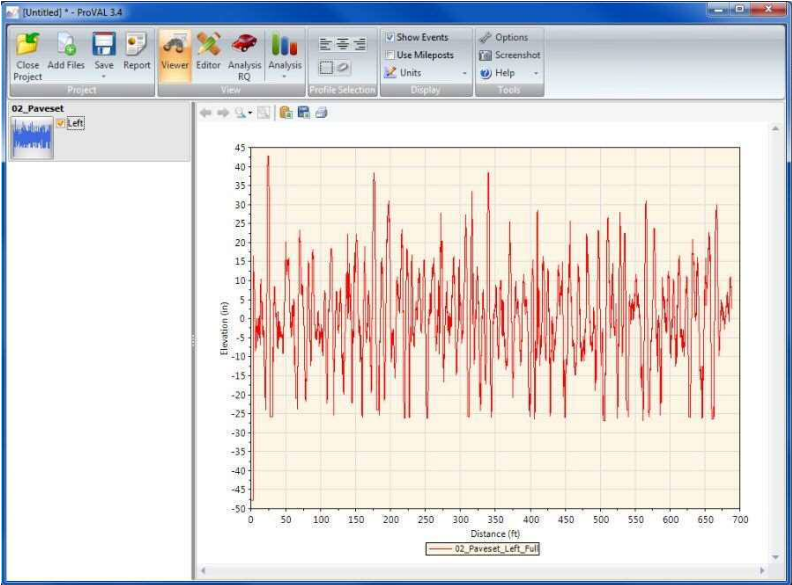 [Untitled] * - ProVAL 3.4
Close Project
Add Files
Save
Report
Project
Viewer
Editor
Analysis RQ
Analysis
View
Profile Selection
Show Events
Use Mileposts
Units
Display
Options
Screenshot
Help
Tools
02_Paveset
Left
Elevation (in)
45
40
35
30
25
20
15
10
5
0
-5
-10
-15
-20
-25
-30
-35
-40
-45
-50
0 50 100 150 200 250 300 350 400 450 500 550 600 650 700
Distance (ft)
02_Paveset_Left_Full